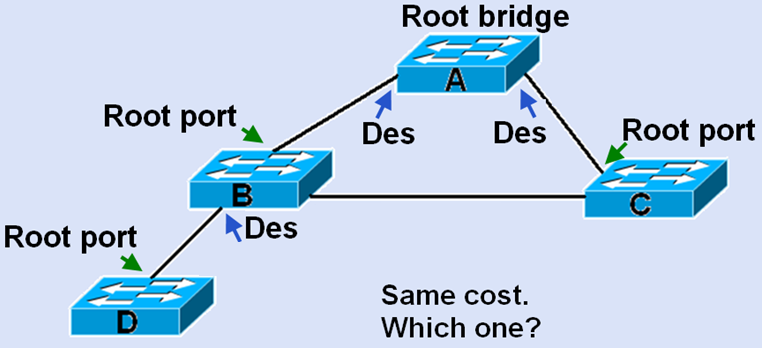 Root bridge
A
Root port
Des
Des
Root port
B
C
Des
Root port
D
Same cost.
Which one?